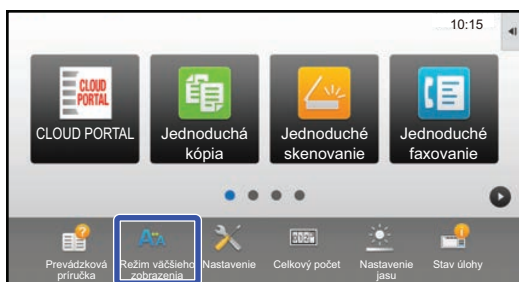 10:15
CLOUD
PORTAL
CLOUD PORTAL
Jednoduchá
kópia
Jednoduché
skenovanie
Jednoduché
faxovanie
Prevádzková
príručka
Režim väčšieho
zobrazenia
Nastavenie
Celkový počet
Nastavenie
jasu
Stav úlohy